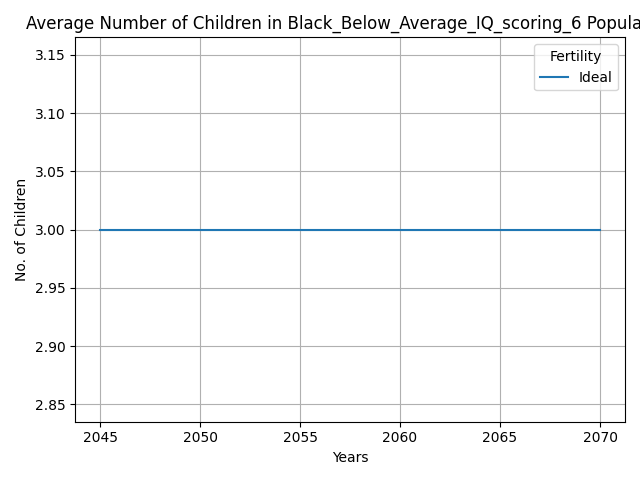 Average Number of Children in Black_Below_Average_IQ_scoring_6 Popula
Fertility
Ideal
3.15
3.10
3.05
3.00
2.95
2.90
2.85
No. of Children
2045 2050 2055 2060 2065 2070
Years